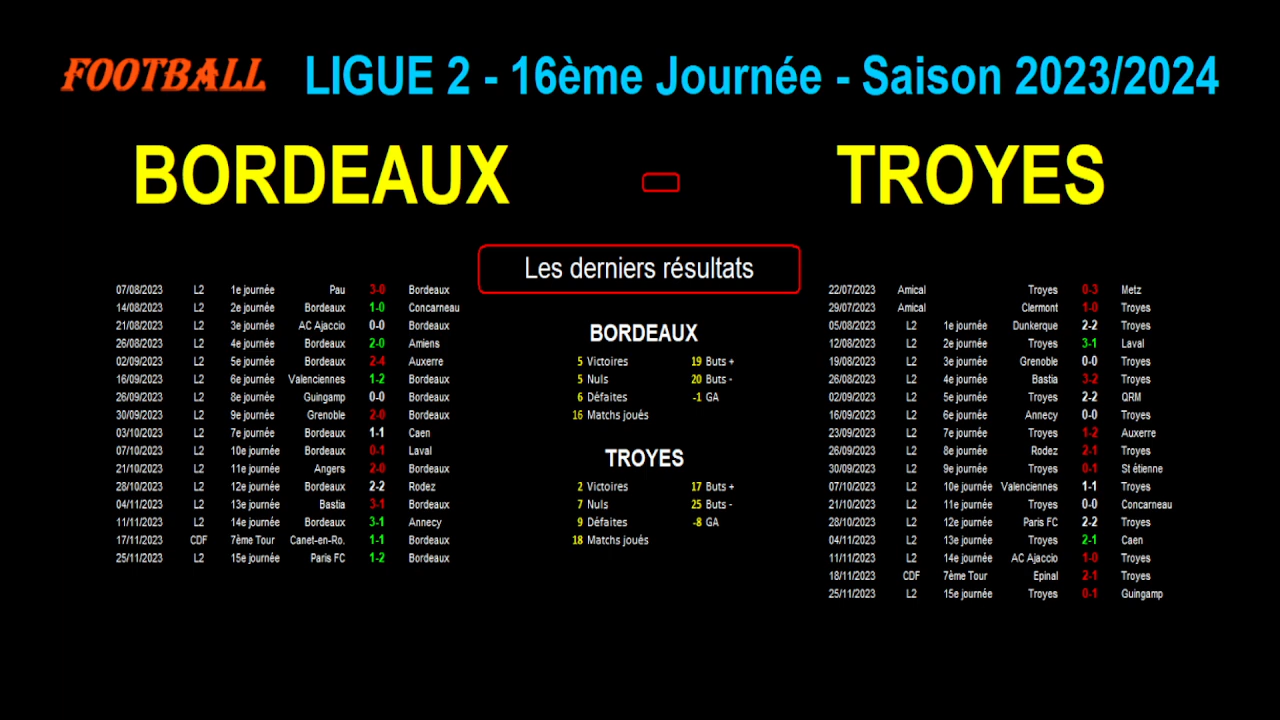 FOOTBALL LIGUE 2 - 16ème Journée - Saison 2023/2024
BORDEAUX - TROYES
Les derniers résultats
07/08/2023 L2 1e journée Pau 3-0 Bordeaux
14/08/2023 L2 2e journée Bordeaux 1-0 Concarneau
21/08/2023 L2 3e journée AC Ajaccio 0-0 Bordeaux
26/08/2023 L2 4e journée Bordeaux 2-0 Amiens
02/09/2023 L2 5e journée Bordeaux 2-4 Auxerre
16/09/2023 L2 6e journée Valenciennes 1-2 Bordeaux
26/09/2023 L2 8e journée Guingamp 0-0 Bordeaux
30/09/2023 L2 9e journée Grenoble 2-0 Bordeaux
03/10/2023 L2 7e journée Bordeaux 1-1 Caen
07/10/2023 L2 10e journée Bordeaux 0-1 Laval
21/10/2023 L2 11e journée Angers 2-0 Bordeaux
28/10/2023 L2 12e journée Bordeaux 2-2 Rodez
04/11/2023 L2 13e journée Bastia 3-1 Bordeaux
11/11/2023 L2 14e journée Bordeaux 3-1 Annecy
17/11/2023 CDF 7ème Tour Canet-en-Ro. 1-1 Bordeaux
25/11/2023 L2 15e journée Paris FC 1-2 Bordeaux
BORDEAUX
5 Victoires 19 Buts +
5 Nuls 20 Buts -
6 Défaites -1 GA
16 Matchs joués
TROYES
2 Victoires 17 Buts +
7 Nuls 25 Buts -
9 Défaites -8 GA
18 Matchs joués
22/07/2023 Amical Troyes 0-3 Metz
29/07/2023 Amical Clermont 1-0 Troyes
05/08/2023 L2 1e journée Dunkerque 2-2 Troyes
12/08/2023 L2 2e journée Troyes 3-1 Laval
19/08/2023 L2 3e journée Grenoble 0-0 Troyes
26/08/2023 L2 4e journée Bastia 3-2 Troyes
02/09/2023 L2 5e journée Troyes 2-2 QRM
16/09/2023 L2 6e journée Annecy 0-0 Troyes
23/09/2023 L2 7e journée Troyes 1-2 Auxerre
26/09/2023 L2 8e journée Rodez 2-1 Troyes
30/09/2023 L2 9e journée Troyes 0-1 St étienne
07/10/2023 L2 10e journée Valenciennes 1-1 Troyes
21/10/2023 L2 11e journée Troyes 0-0 Concarneau
28/10/2023 L2 12e journée Paris FC 2-2 Troyes
04/11/2023 L2 13e journée Troyes 2-1 Caen
11/11/2023 L2 14e journée AC Ajaccio 1-0 Troyes
18/11/2023 CDF 7ème Tour Epinal 2-1 Troyes
25/11/2023 L2 15e journée Troyes 0-1 Guingamp